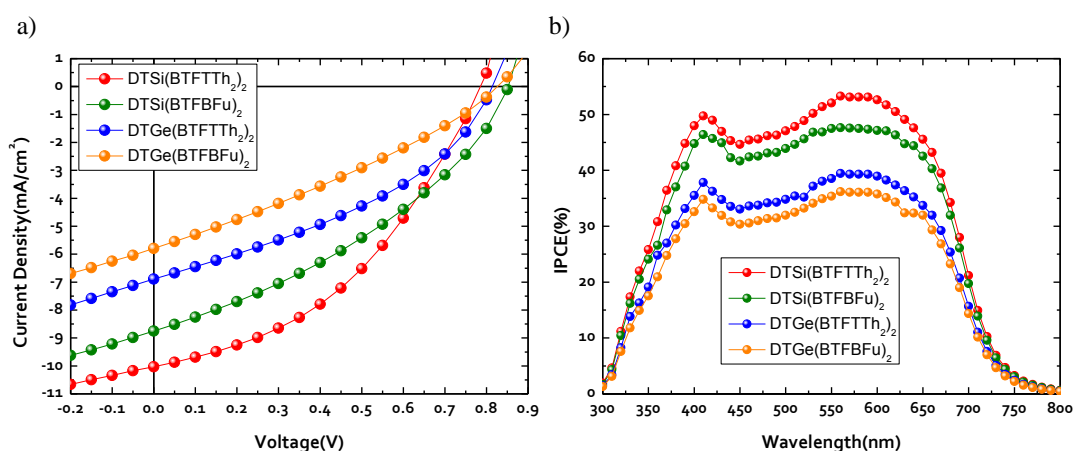 a)
b)
DTSi(BTFTTh₂)₂
DTSi(BTFBFu)₂
DTGe(BTFTTh₂)₂
DTGe(BTFBFu)₂
Current Density(mA/cm²)
1
0
-1
-2
-3
-4
-5
-6
-7
-8
-9
-10
-11
-0.2 -0.1 0.0 0.1 0.2 0.3 0.4 0.5 0.6 0.7 0.8 0.9
Voltage(V)
IPCE(%)
60
50
40
30
20
10
0
DTSi(BTFTTh₂)₂
DTSi(BTFBFu)₂
DTGe(BTFTTh₂)₂
DTGe(BTFBFu)₂
300 350 400 450 500 550 600 650 700 750 800
Wavelength(nm)